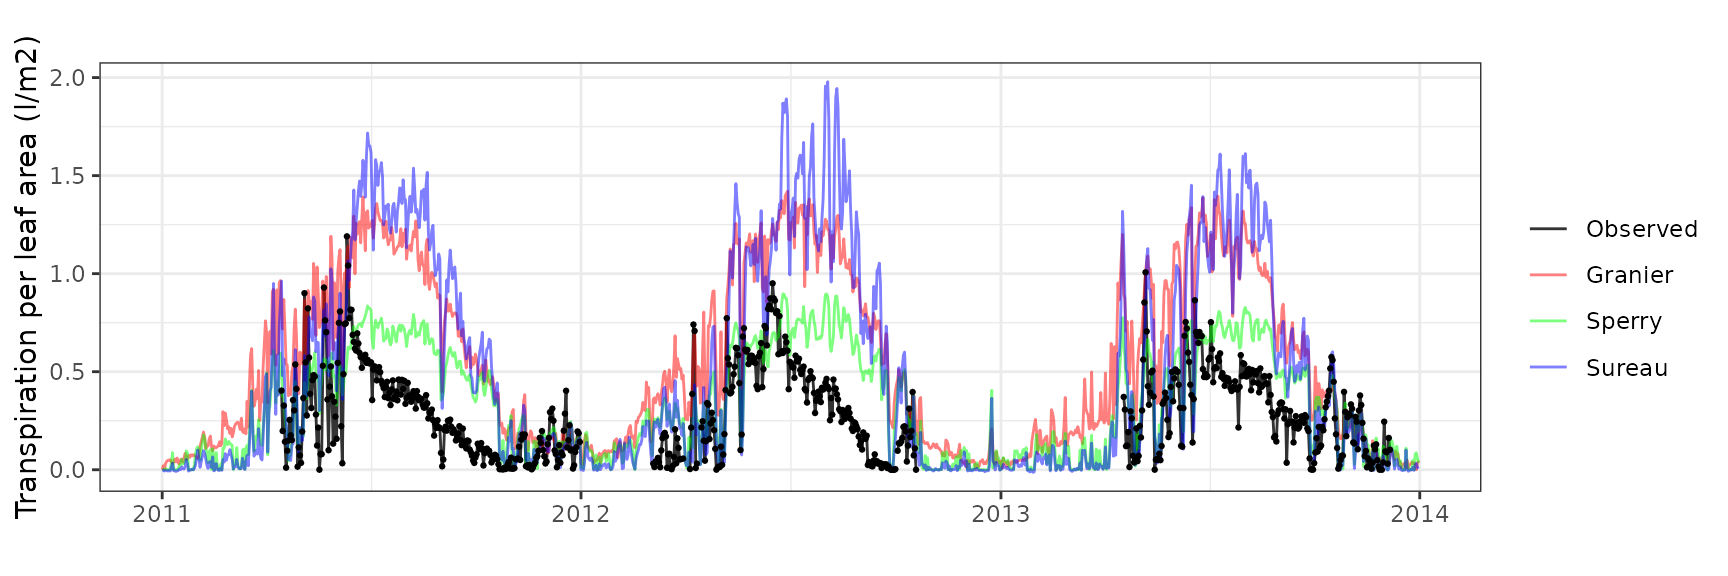 Transpiration per leaf area (l/m2)
2.0
1.5
1.0
0.5
0.0
2011
2012
2013
2014
Observed
Granier
Sperry
Sureau